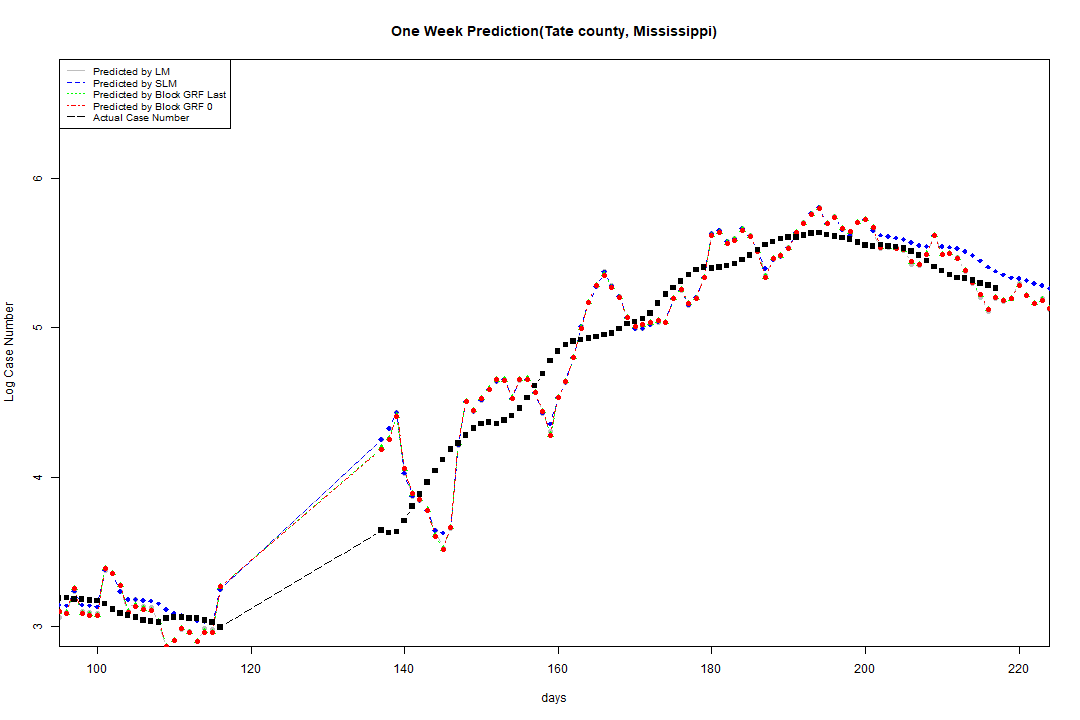 One Week Prediction(Tate county, Mississippi)
Predicted by LM
Predicted by SLM
Predicted by Block GRF Last
Predicted by Block GRF 0
Actual Case Number
Log Case Number
6
5
4
3
100 120 140 160 180 200 220
days